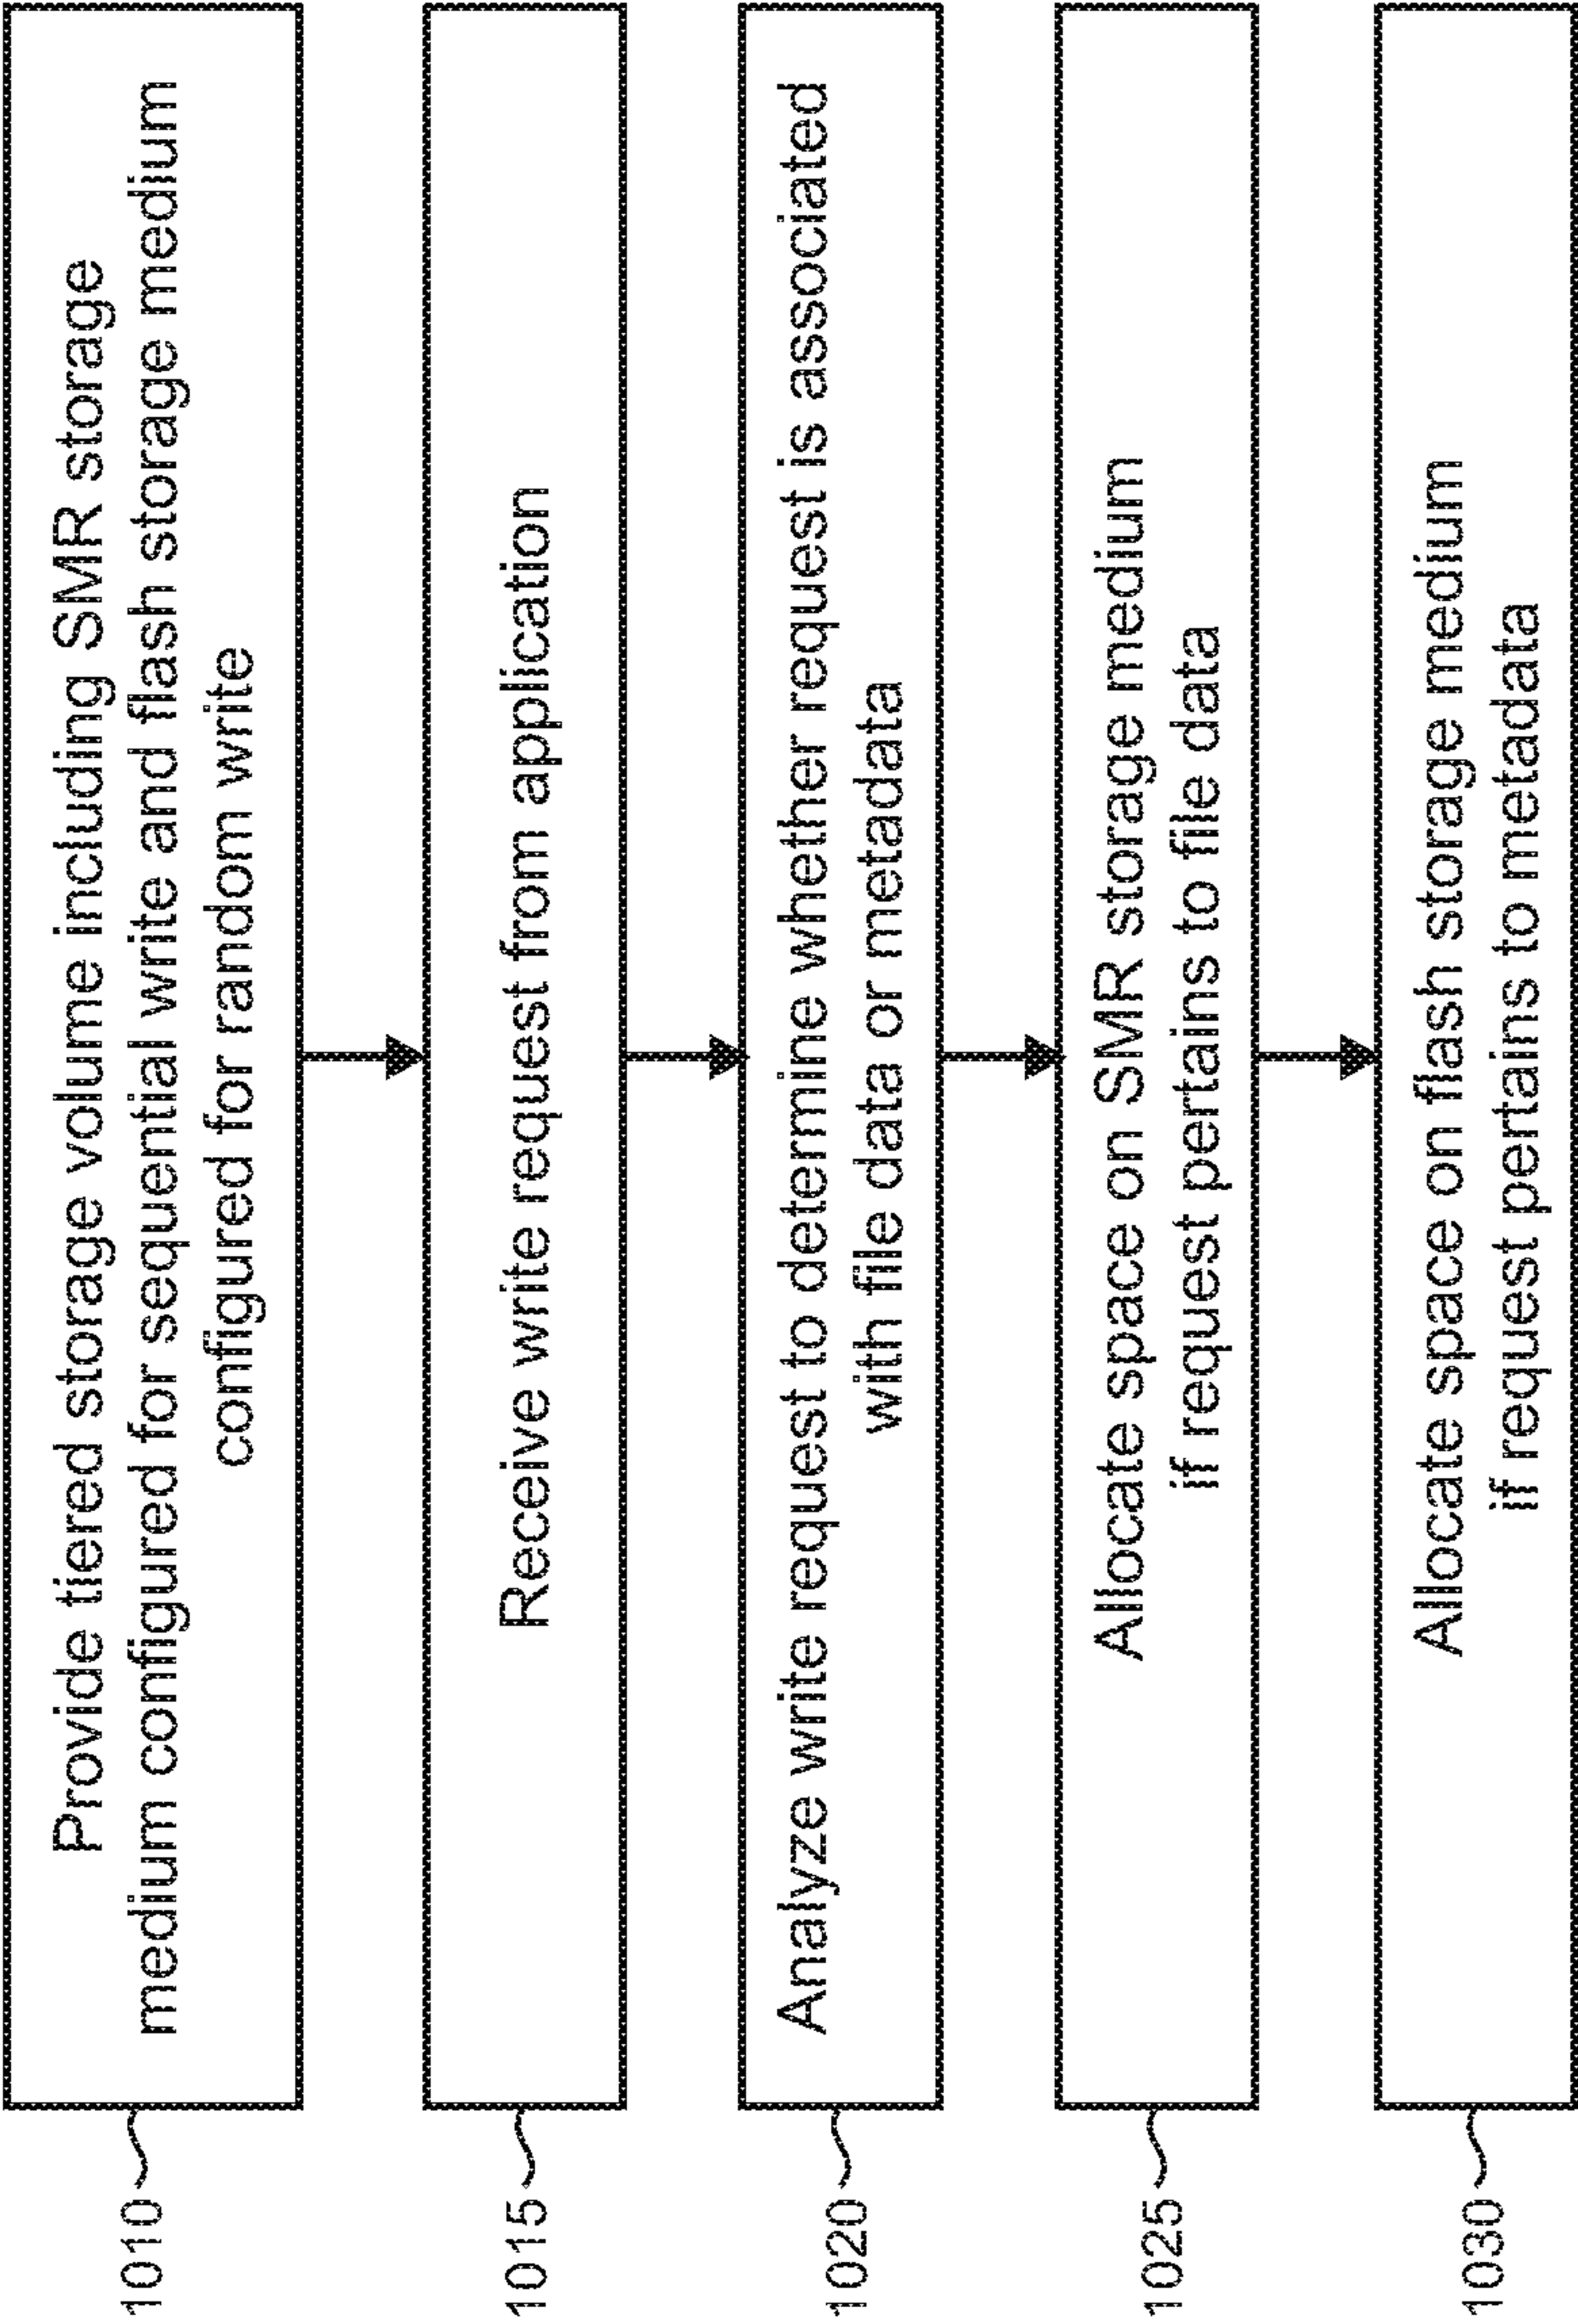 1010
Provide tiered storage volume including SMR storage
medium configured for sequential write and flash storage medium
configured for random write
1015
Receive write request from application
1020
Analyze write request to determine whether request is associated
with file data or metadata
1025
Allocate space on SMR storage medium
if request pertains to file data
1030
Allocate space on flash storage medium
if request pertains to metadata